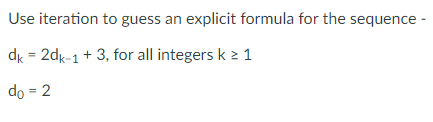 Use iteration to guess an explicit formula for the sequence -
dₖ = 2dₖ₋₁ + 3, for all integers k ≥ 1
d₀ = 2